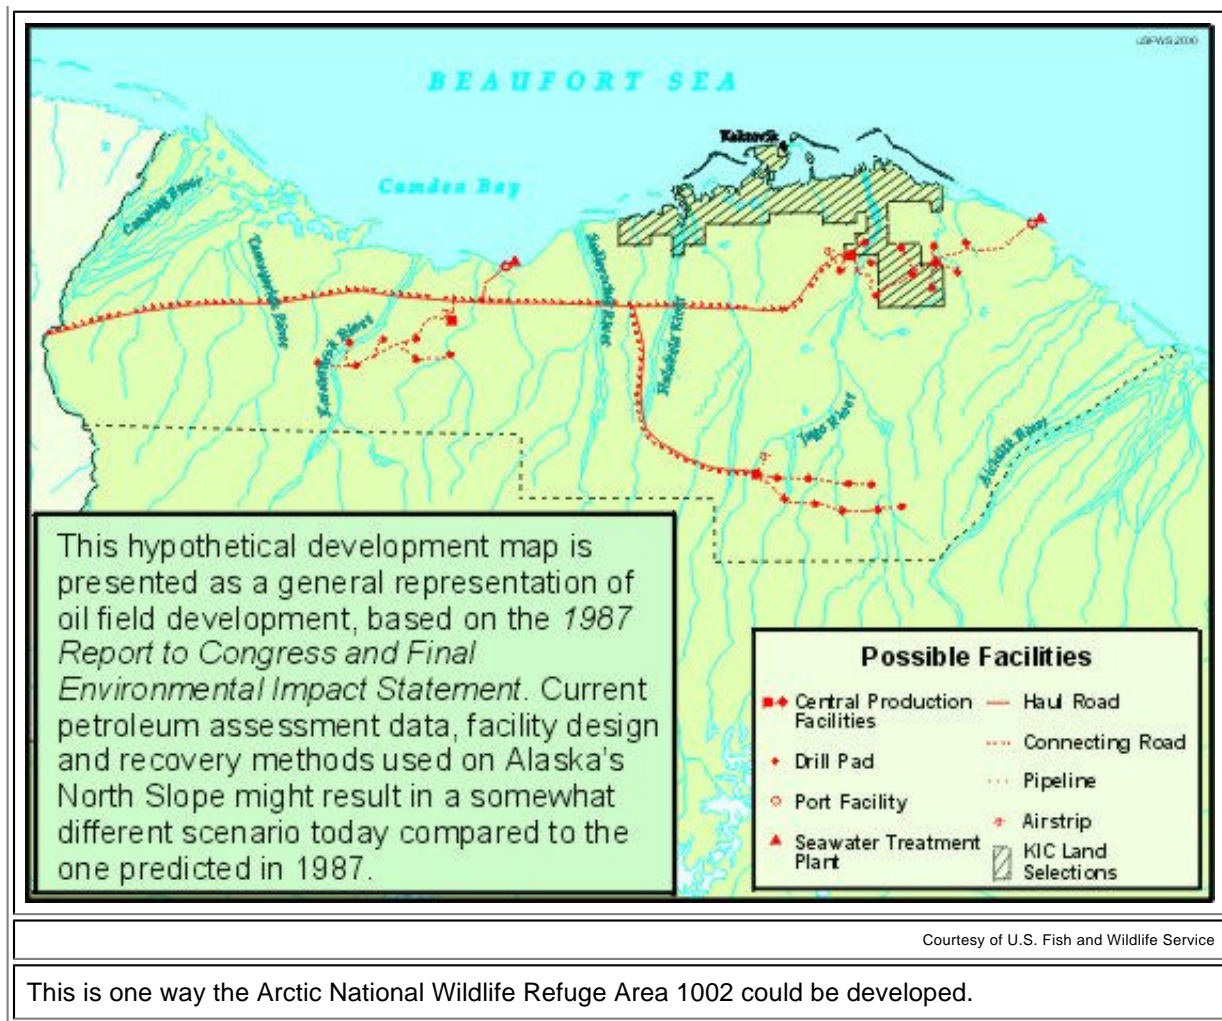 USFWS 2000
BEAUFORT SEA
Kaktovik
Camden Bay
Canning River
Tamayariak River
Katakturuk River
Sadlerochit River
Hulahula River
Jago River
Aichilik River
This hypothetical development map is
presented as a general representation of
oil field development, based on the 1987
Report to Congress and Final
Environmental Impact Statement. Current
petroleum assessment data, facility design
and recovery methods used on Alaska's
North Slope might result in a somewhat
different scenario today compared to the
one predicted in 1987.
Possible Facilities
Central Production
Facilities
Drill Pad
Port Facility
Seawater Treatment
Plant
Haul Road
Connecting Road
Pipeline
Airstrip
KIC Land
Selections
Courtesy of U.S. Fish and Wildlife Service
This is one way the Arctic National Wildlife Refuge Area 1002 could be developed.